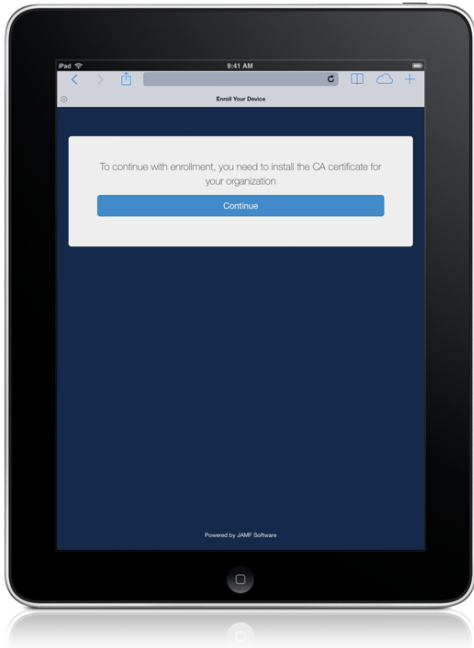 iPad
9:41 AM
Enroll Your Device
To continue with enrollment, you need to install the CA certificate for
your organization
Continue
Powered by JAMF Software